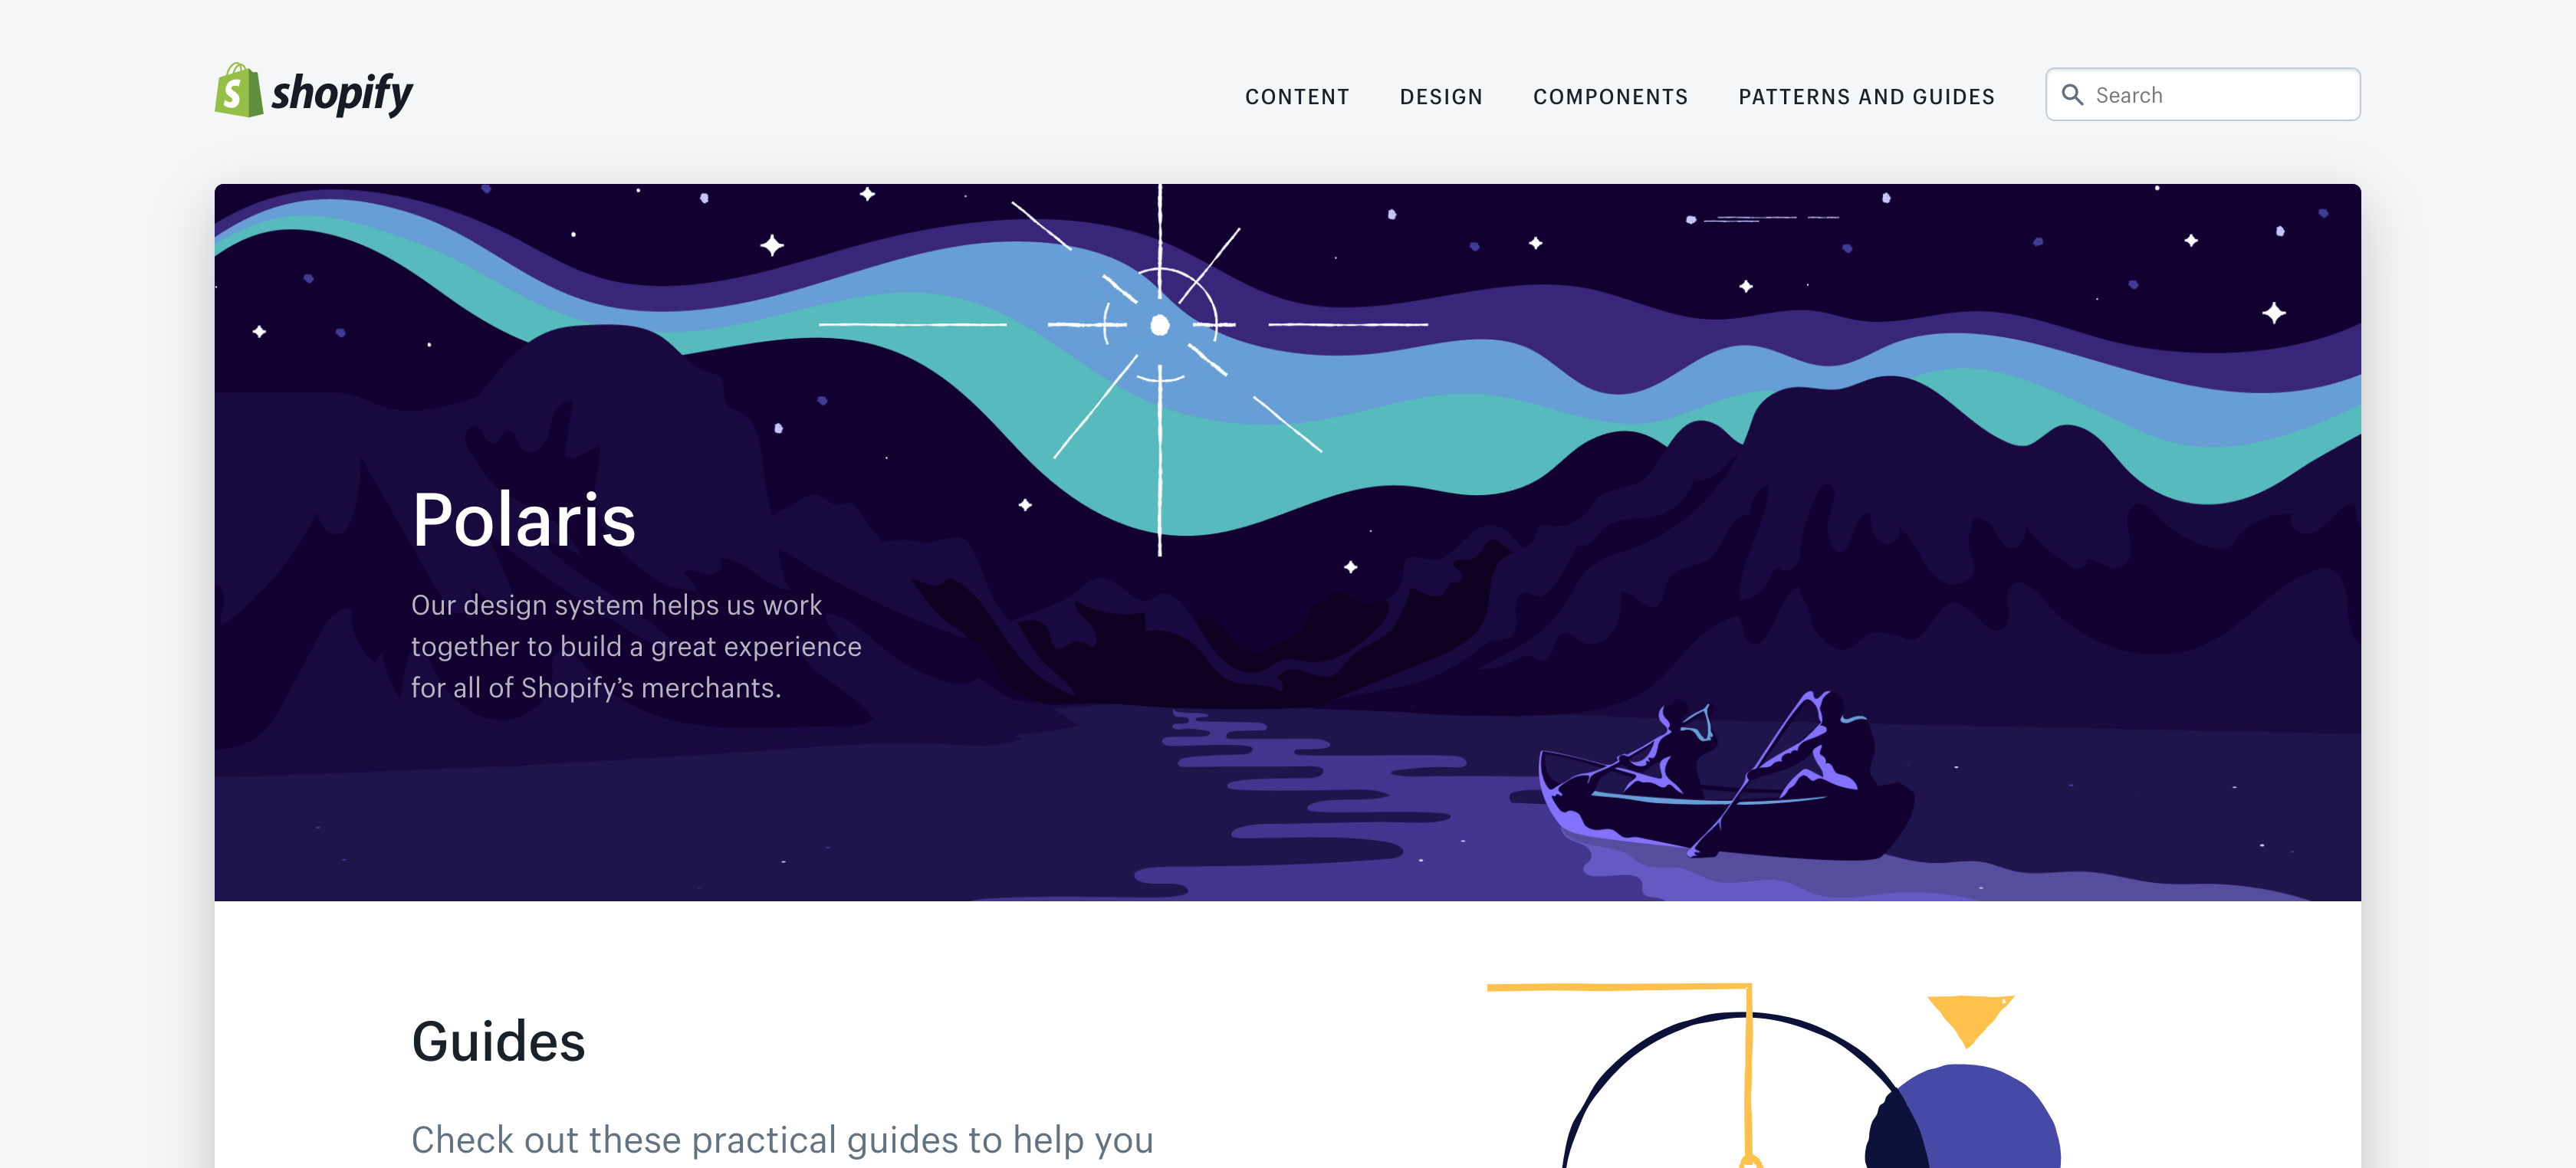 shopify
CONTENT DESIGN COMPONENTS PATTERNS AND GUIDES Search
Polaris
Our design system helps us work
together to build a great experience
for all of Shopify’s merchants.
Guides
Check out these practical guides to help you